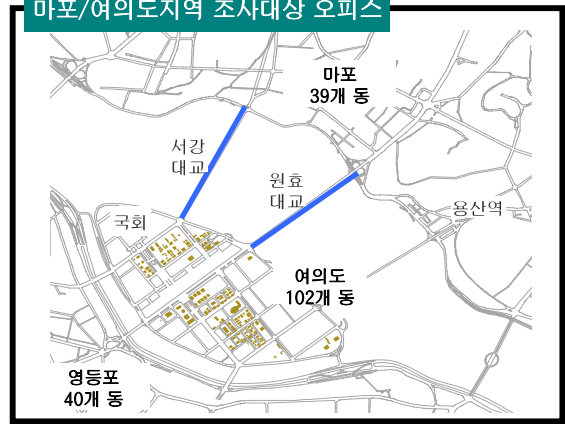 마포/여의도지역 조사대상 오피스
마포
39개 동
서강
대교
원효
대교
국회
용산역
여의도
102개 동
영등포
40개 동